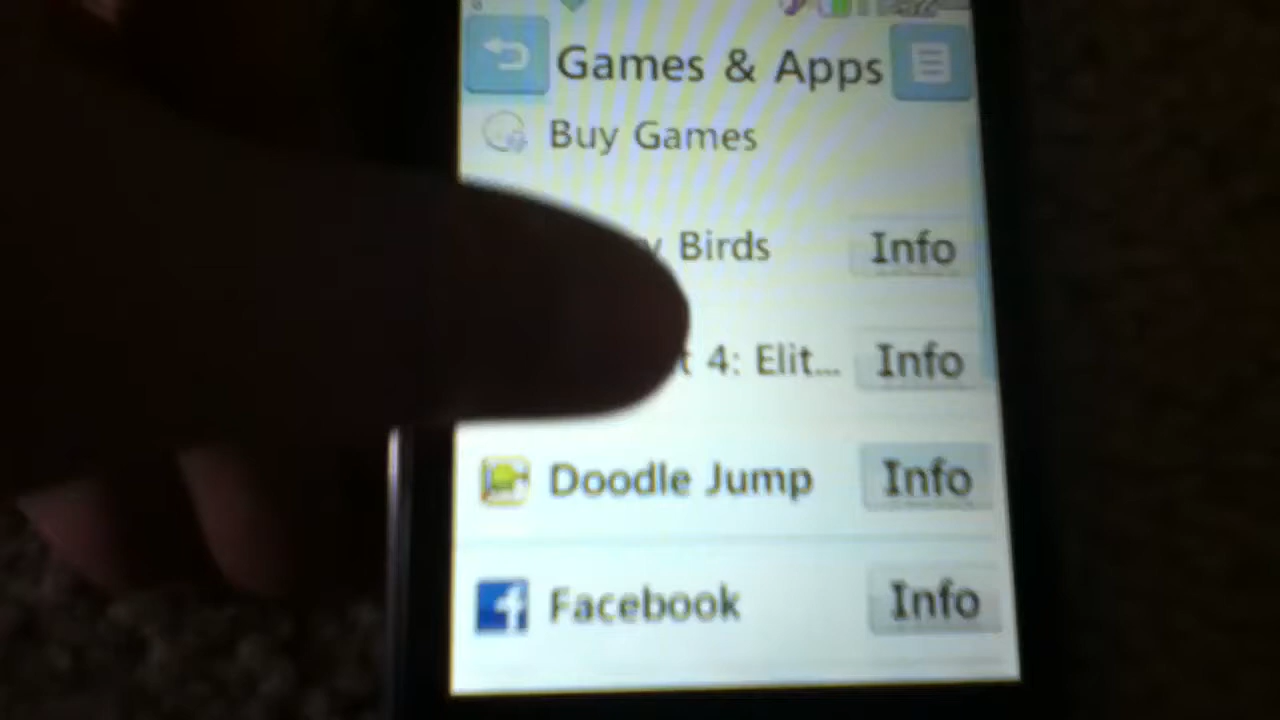 Games & Apps
Buy Games
Birds Info
4: Elit... Info
Doodle Jump Info
Facebook Info